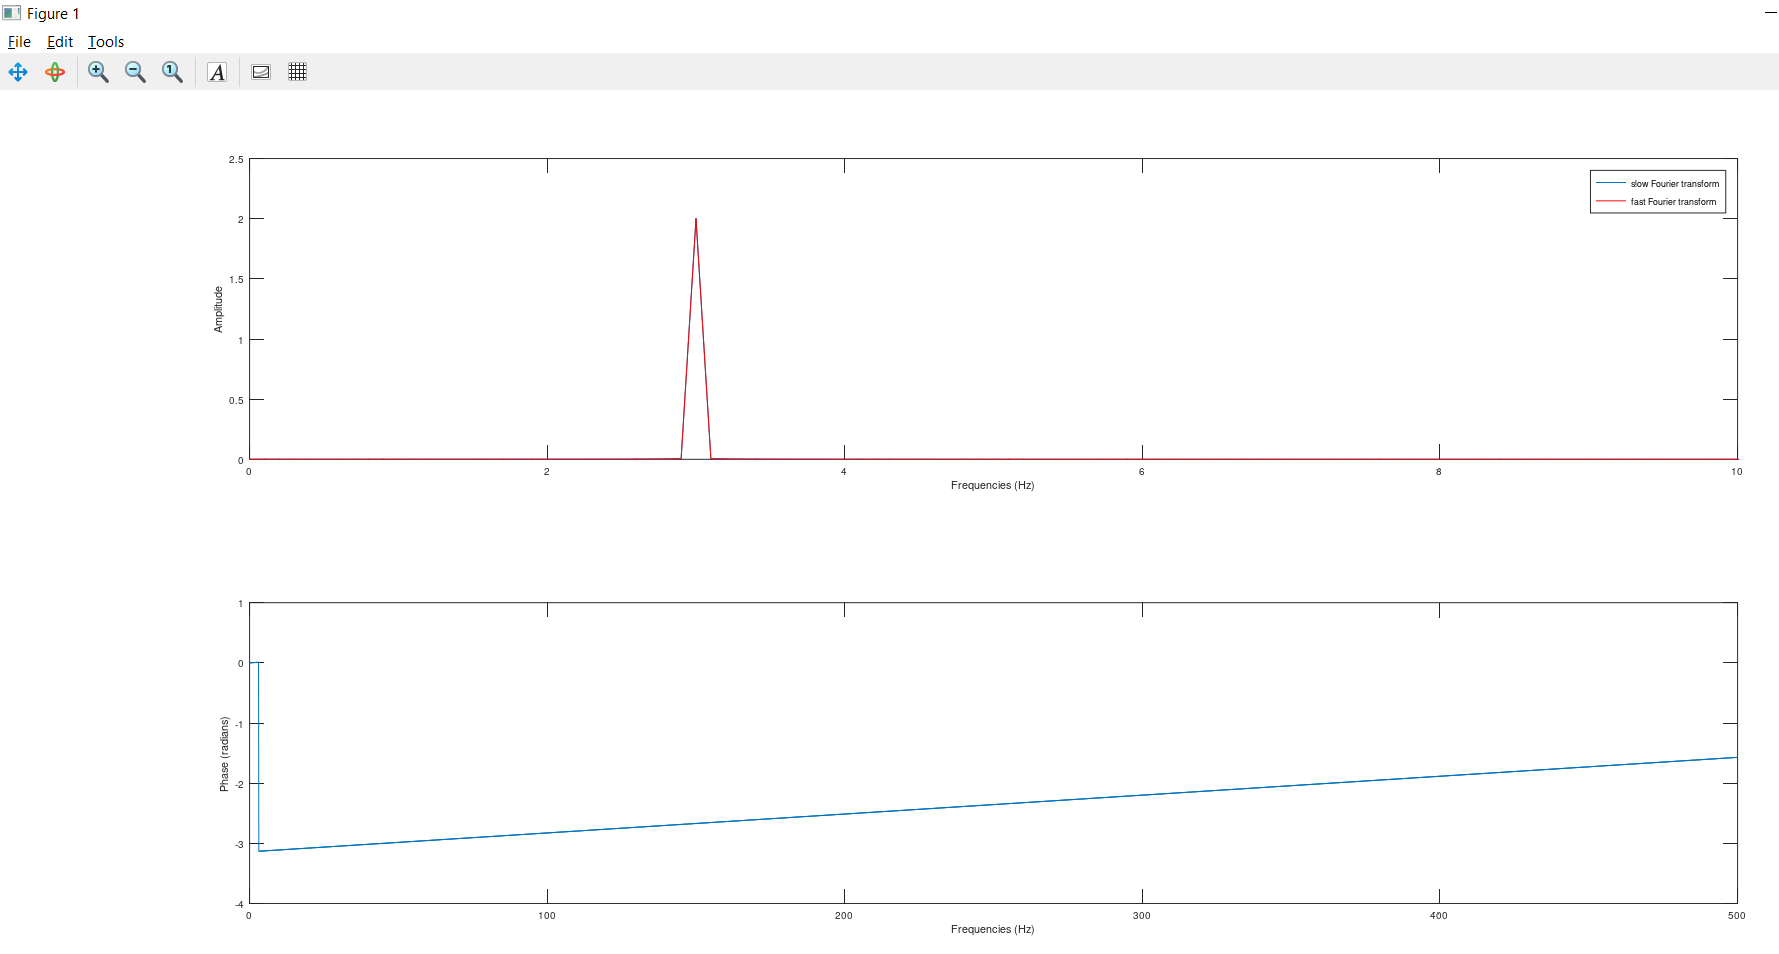 Figure 1
File Edit Tools
1 A
2.5
2
1.5
1
0.5
0
Amplitude
slow Fourier transform
fast Fourier transform
0 2 4 6 8 10
Frequencies (Hz)
1
0
-1
-2
-3
-4
Phase (radians)
0 100 200 300 400 500
Frequencies (Hz)